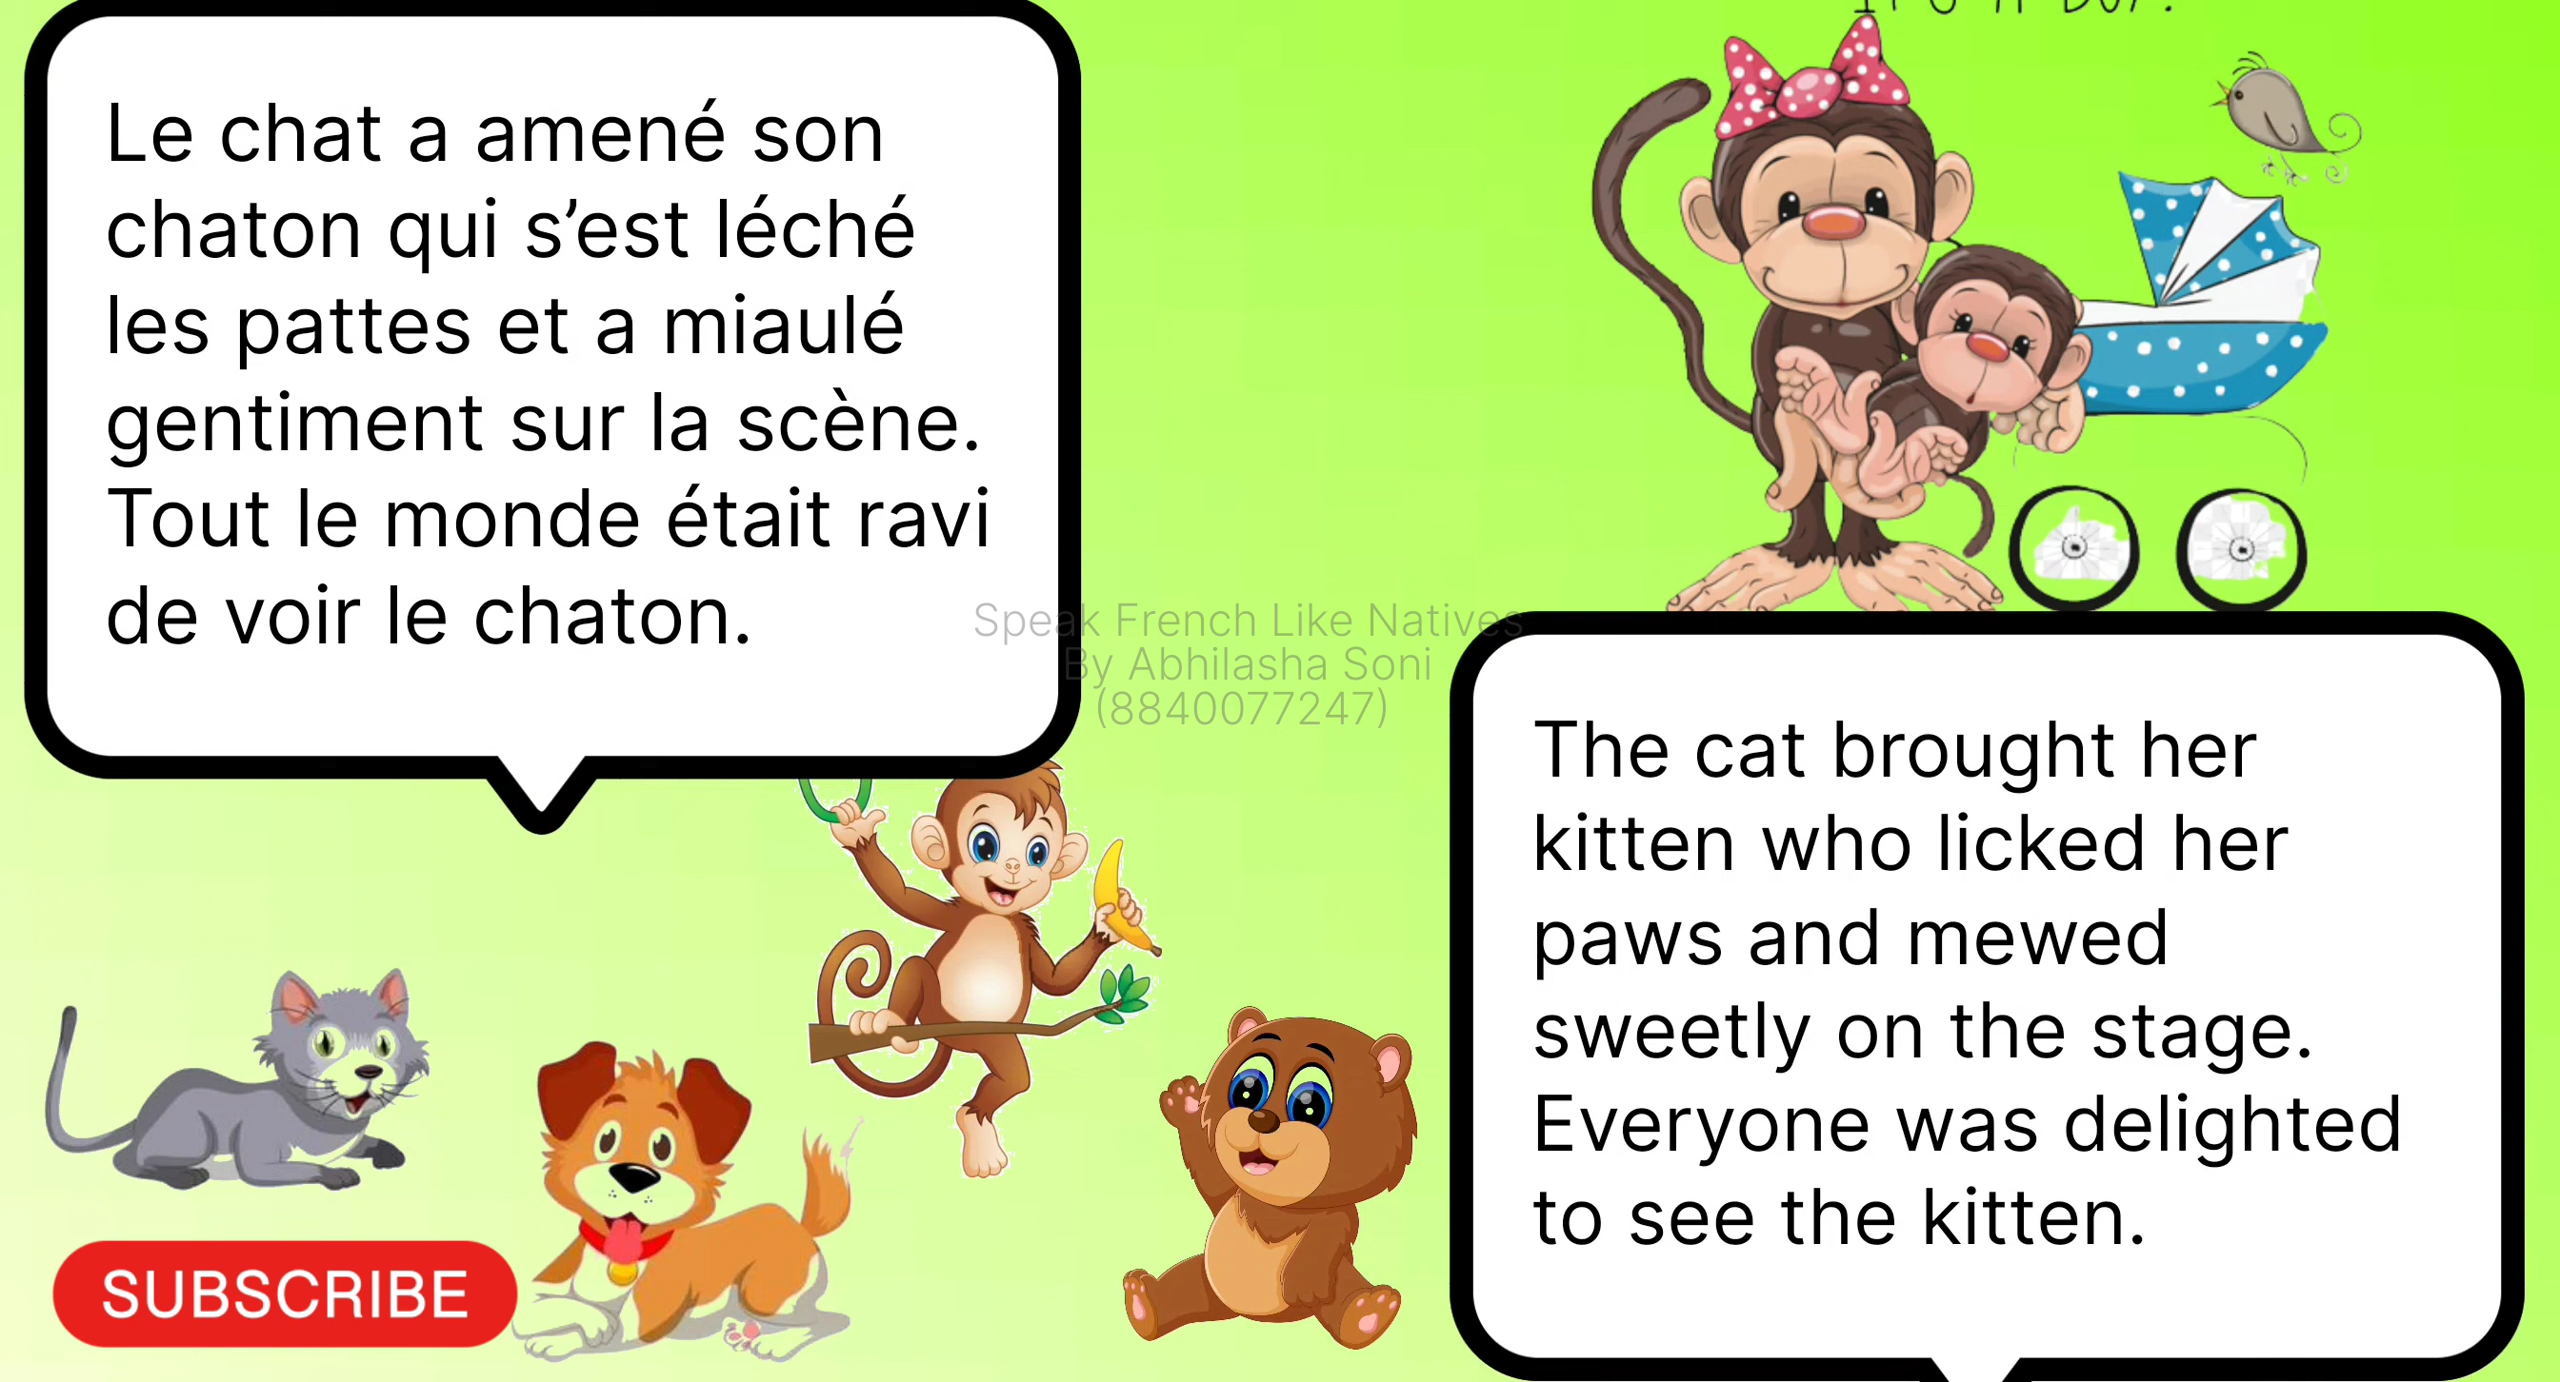 Le chat a amené son
chaton qui s’est léché
les pattes et a miaulé
gentiment sur la scène.
Tout le monde était ravi
de voir le chaton.
Speak French Like Natives
By Abhilasha Soni
(8840077247)
The cat brought her
kitten who licked her
paws and mewed
sweetly on the stage.
Everyone was delighted
to see the kitten.
SUBSCRIBE